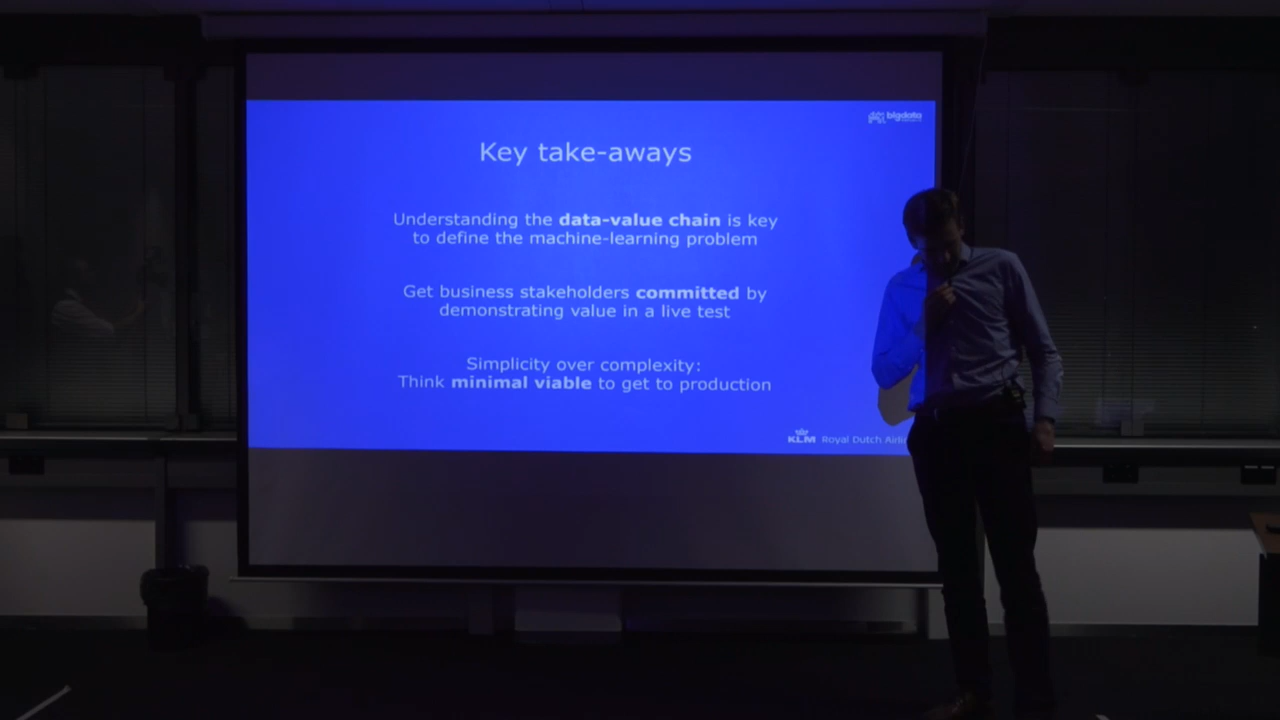 bigdata
Key take-aways
Understanding the data-value chain is key
to define the machine-learning problem
Get business stakeholders committed by
demonstrating value in a live test
Simplicity over complexity:
Think minimal viable to get to production
KLM Royal Dutch